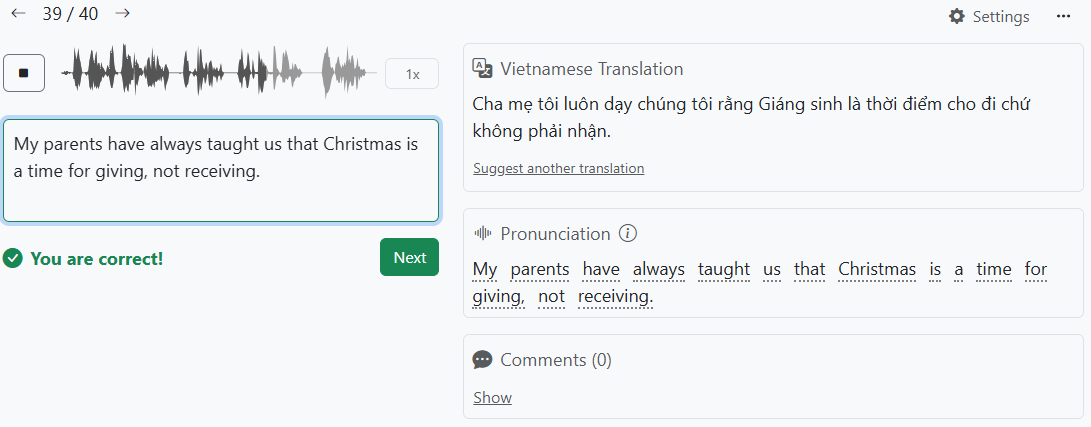 39 / 40
Settings
1x
My parents have always taught us that Christmas is
a time for giving, not receiving.
You are correct!
Next
Vietnamese Translation
Cha mẹ tôi luôn dạy chúng tôi rằng Giáng sinh là thời điểm cho đi chứ
không phải nhận.
Suggest another translation
Pronunciation
My parents have always taught us that Christmas is a time for
giving, not receiving.
Comments (0)
Show